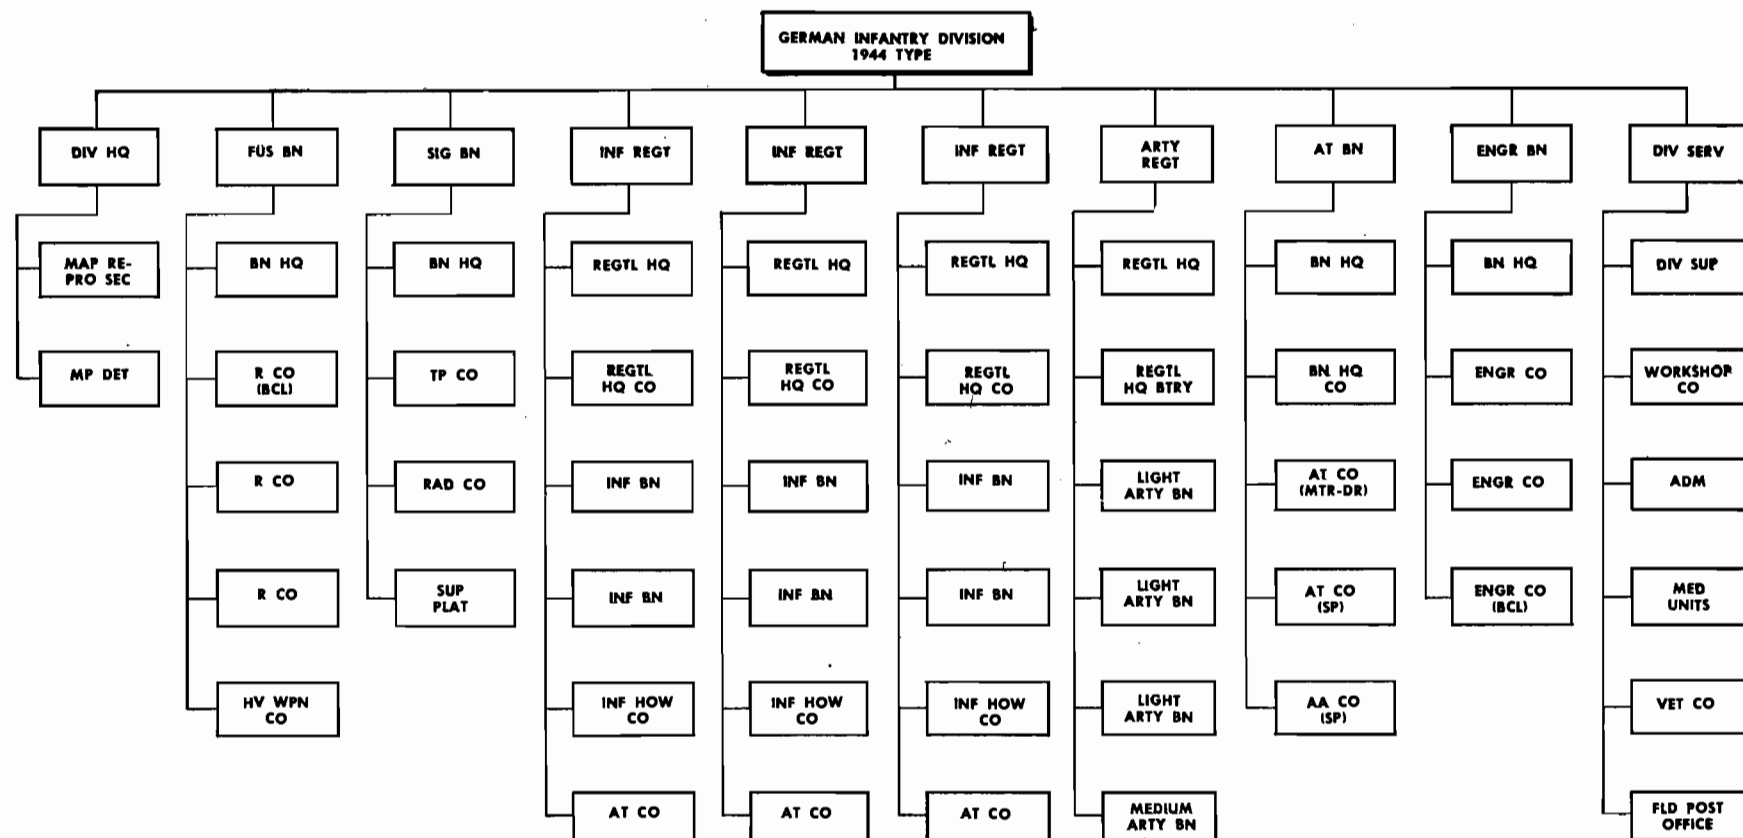 GERMAN INFANTRY DIVISION
1944 TYPE
DIV HQ
FÜS BN
SIG BN
INF REGT
INF REGT
INF REGT
ARTY
REGT
AT BN
ENGR BN
DIV SERV
MAP RE-
PRO SEC
BN HQ
BN HQ
REGTL HQ
REGTL HQ
REGTL HQ
REGTL HQ
BN HQ
BN HQ
DIV SUP
MP DET
R CO
(BCL)
TP CO
REGTL
HQ CO
REGTL
HQ CO
REGTL
HQ CO
REGTL
HQ BTRY
BN HQ
CO
ENGR CO
WORKSHOP
CO
R CO
RAD CO
INF BN
INF BN
INF BN
LIGHT
ARTY BN
AT CO
(MTR-DR)
ENGR CO
ADM
R CO
SUP
PLAT
INF BN
INF BN
INF BN
LIGHT
ARTY BN
AT CO
(SP)
ENGR CO
(BCL)
MED
UNITS
HV WPN
CO
INF HOW
CO
INF HOW
CO
INF HOW
CO
LIGHT
ARTY BN
AA CO
(SP)
VET CO
AT CO
AT CO
AT CO
MEDIUM
ARTY BN
FLD POST
OFFICE